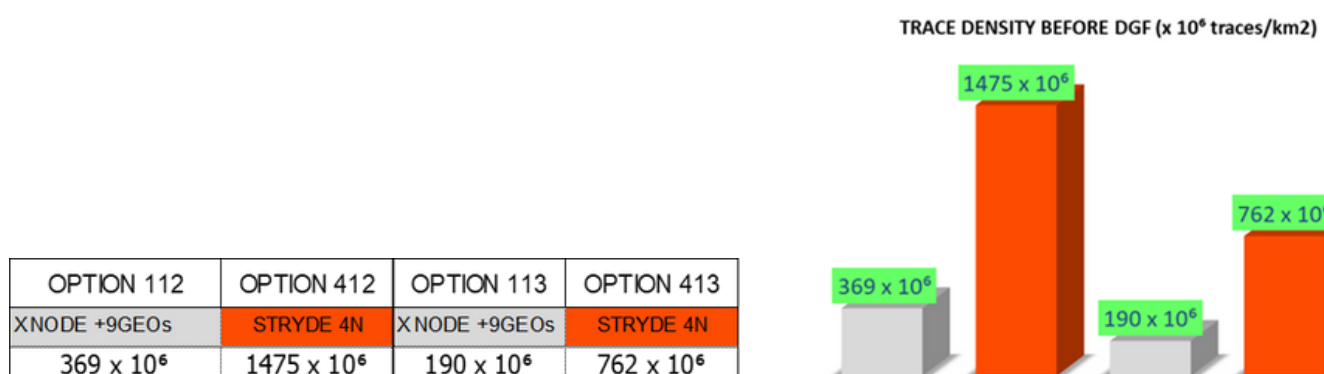 TRACE DENSITY BEFORE DGF (x 10⁶ traces/km2)
1475 x 10⁶
762 x 10
369 x 10⁶
190 x 10⁶
OPTION 112 OPTION 412 OPTION 113 OPTION 413
XNODE +9GEOs STRYDE 4N XNODE +9GEOs STRYDE 4N
369 x 10⁶ 1475 x 10⁶ 190 x 10⁶ 762 x 10⁶